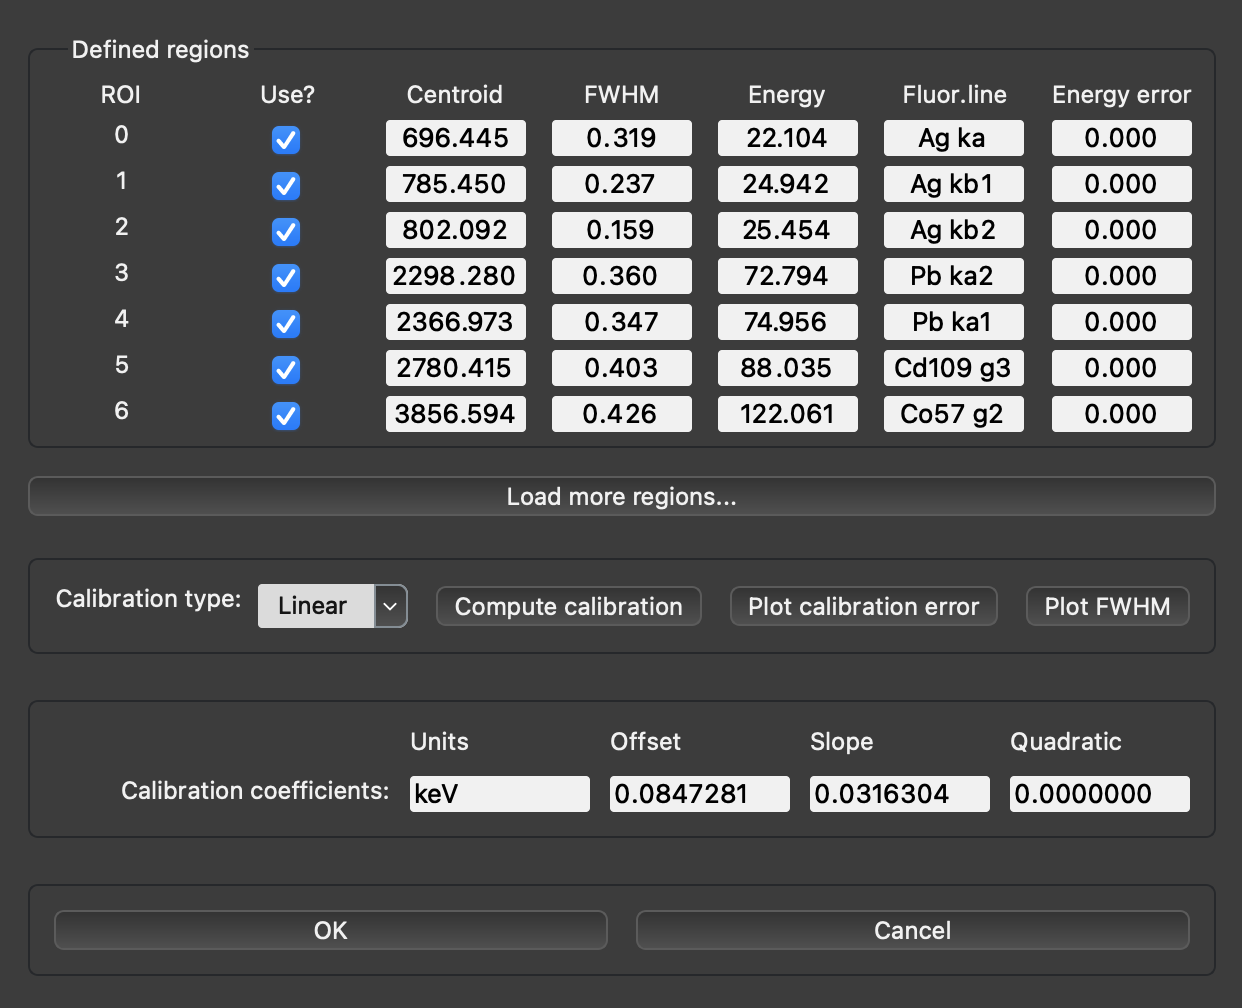 Defined regions
ROI Use? Centroid FWHM Energy Fluor.line Energy error
0 696.445 0.319 22.104 Ag ka 0.000
1 785.450 0.237 24.942 Ag kb1 0.000
2 802.092 0.159 25.454 Ag kb2 0.000
3 2298.280 0.360 72.794 Pb ka2 0.000
4 2366.973 0.347 74.956 Pb ka1 0.000
5 2780.415 0.403 88.035 Cd109 g3 0.000
6 3856.594 0.426 122.061 Co57 g2 0.000
Load more regions...
Calibration type: Linear Compute calibration Plot calibration error Plot FWHM
Units Offset Slope Quadratic
Calibration coefficients: keV 0.0847281 0.0316304 0.0000000
OK Cancel